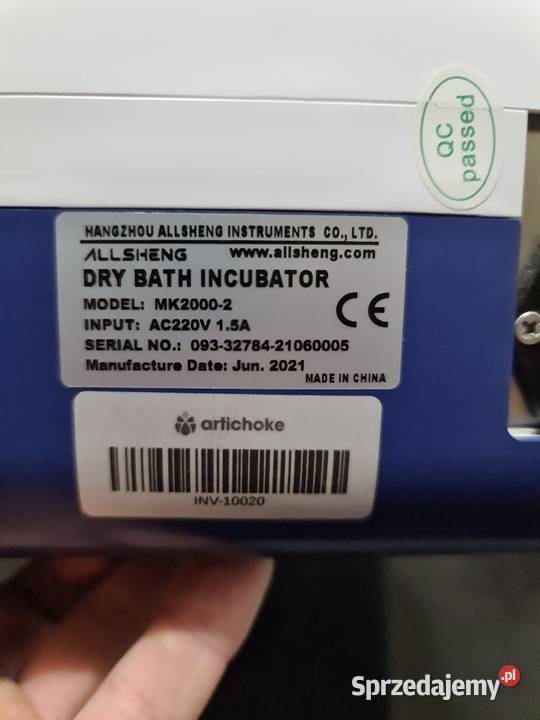 QC
passed
HANGZHOU ALLSHENG INSTRUMENTS CO., LTD.
ALLSHENG www.allsheng.com
DRY BATH INCUBATOR
MODEL: MK2000-2
INPUT: AC220V 1.5A
SERIAL NO.: 093-32784-21060005
CE
Manufacture Date: Jun. 2021
MADE IN CHINA
artichoke
INV-10020
Sprzedajemy.pl